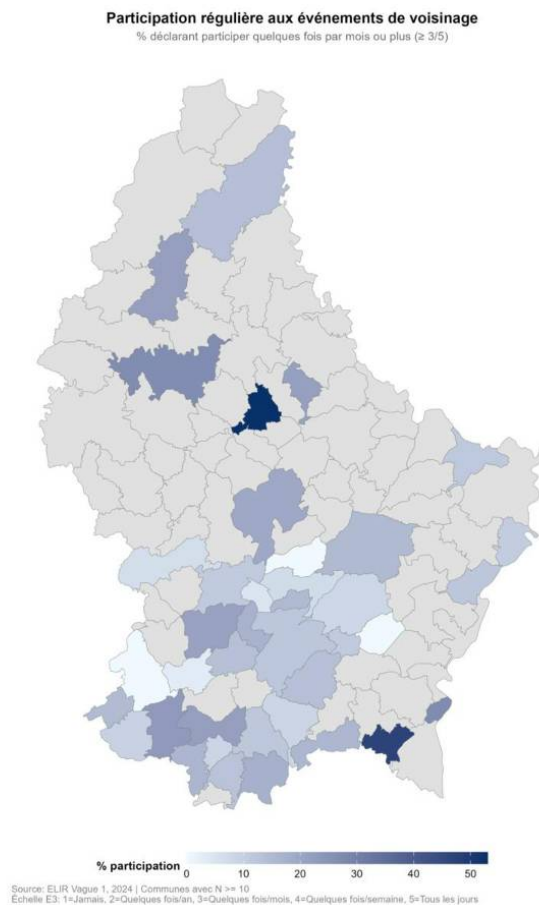 Participation régulière aux événements de voisinage
% déclarant participer quelques fois par mois ou plus (≥ 3/5)
% participation
0 10 20 30 40 50
Source: ELIR Vague 1, 2024 | Communes avec N >= 10
Échelle E3: 1=Jamais, 2=Quelques fois/an, 3=Quelques fois/mois, 4=Quelques fois/semaine, 5=Tous les jours